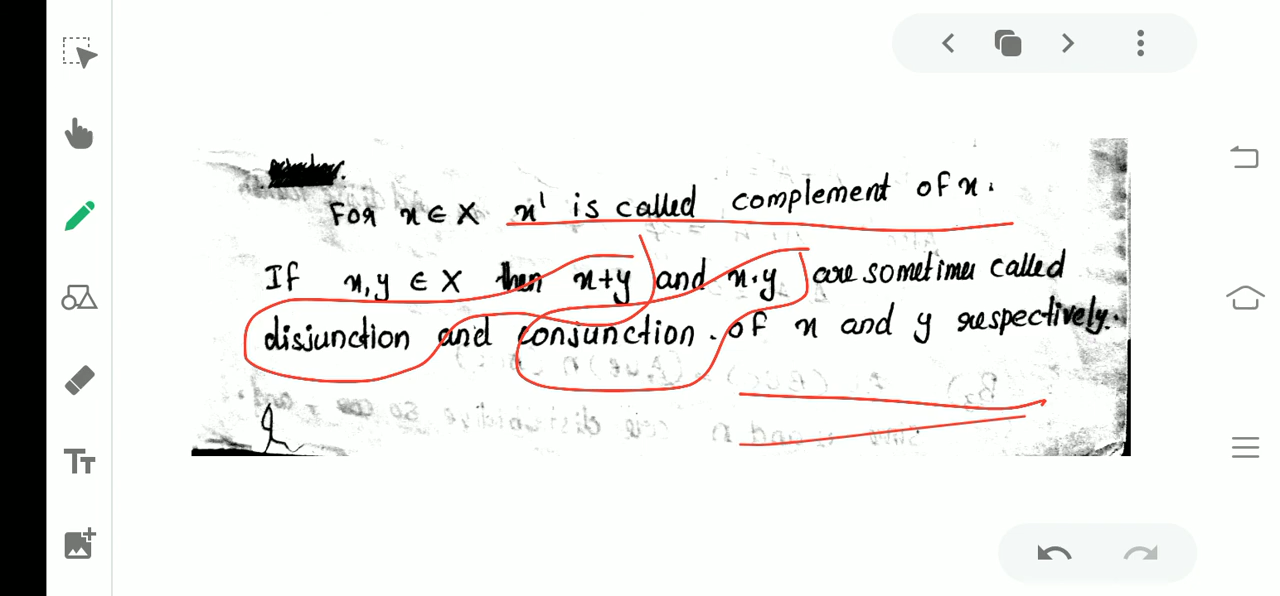 For x ∈ X x' is called complement of x.
If x, y ∈ X then x+y and x·y are sometimes called
disjunction and conjunction. of x and y respectively.